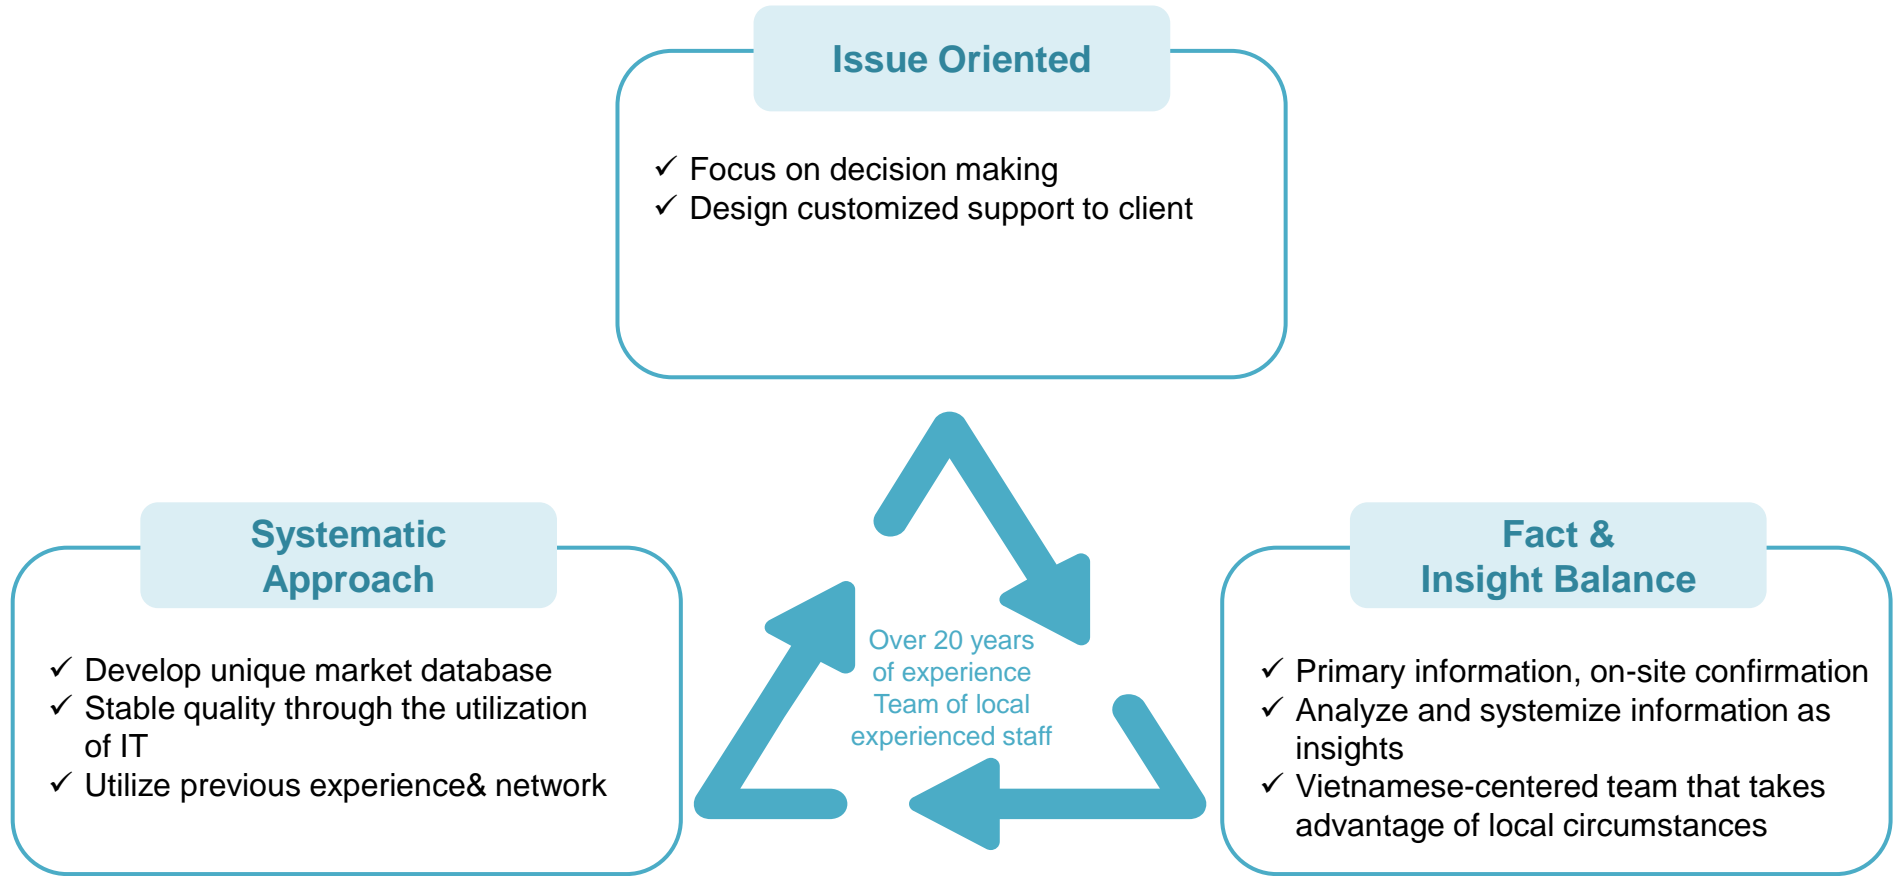 Issue Oriented
✓ Focus on decision making
✓ Design customized support to client
Systematic
Approach
✓ Develop unique market database
✓ Stable quality through the utilization
of IT
✓ Utilize previous experience& network
Over 20 years
of experience
Team of local
experienced staff
Fact &
Insight Balance
✓ Primary information, on-site confirmation
✓ Analyze and systemize information as
insights
✓ Vietnamese-centered team that takes
advantage of local circumstances